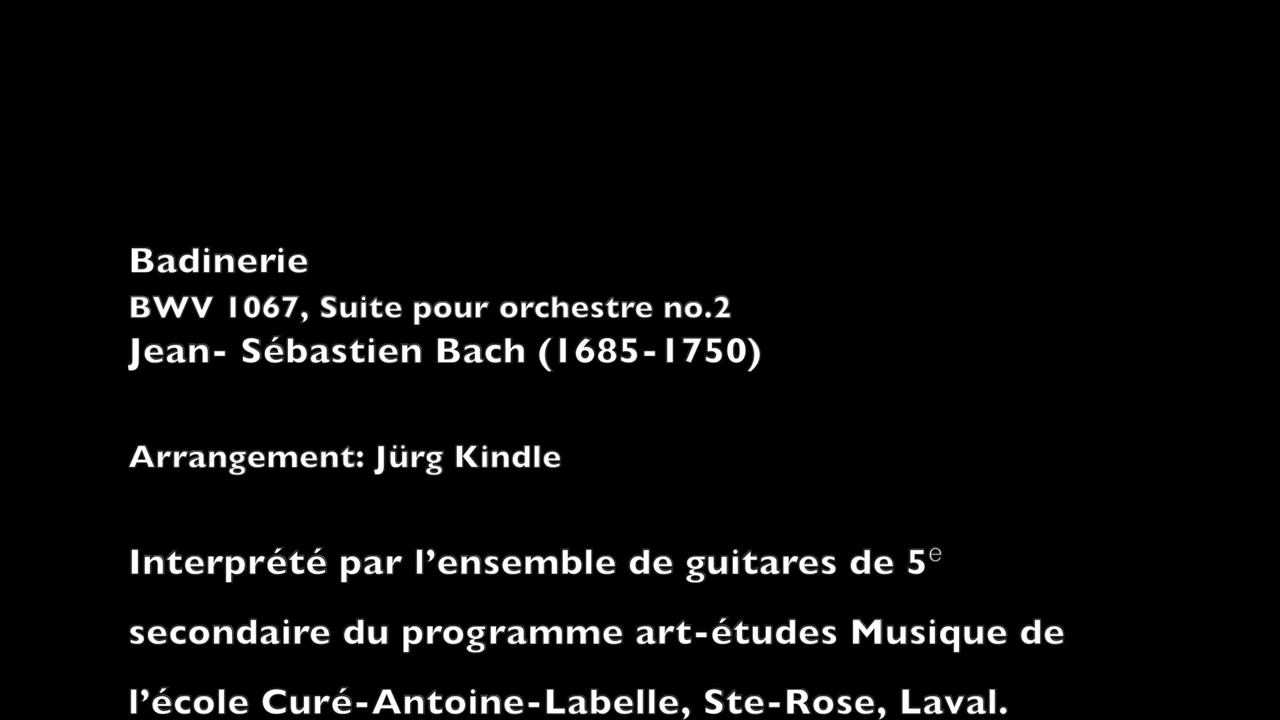 Badinerie
BWV 1067, Suite pour orchestre no.2
Jean- Sébastien Bach (1685-1750)
Arrangement: Jürg Kindle
Interprété par l’ensemble de guitares de 5ᵉ
secondaire du programme art-études Musique de
l’école Curé-Antoine-Labelle, Ste-Rose, Laval.